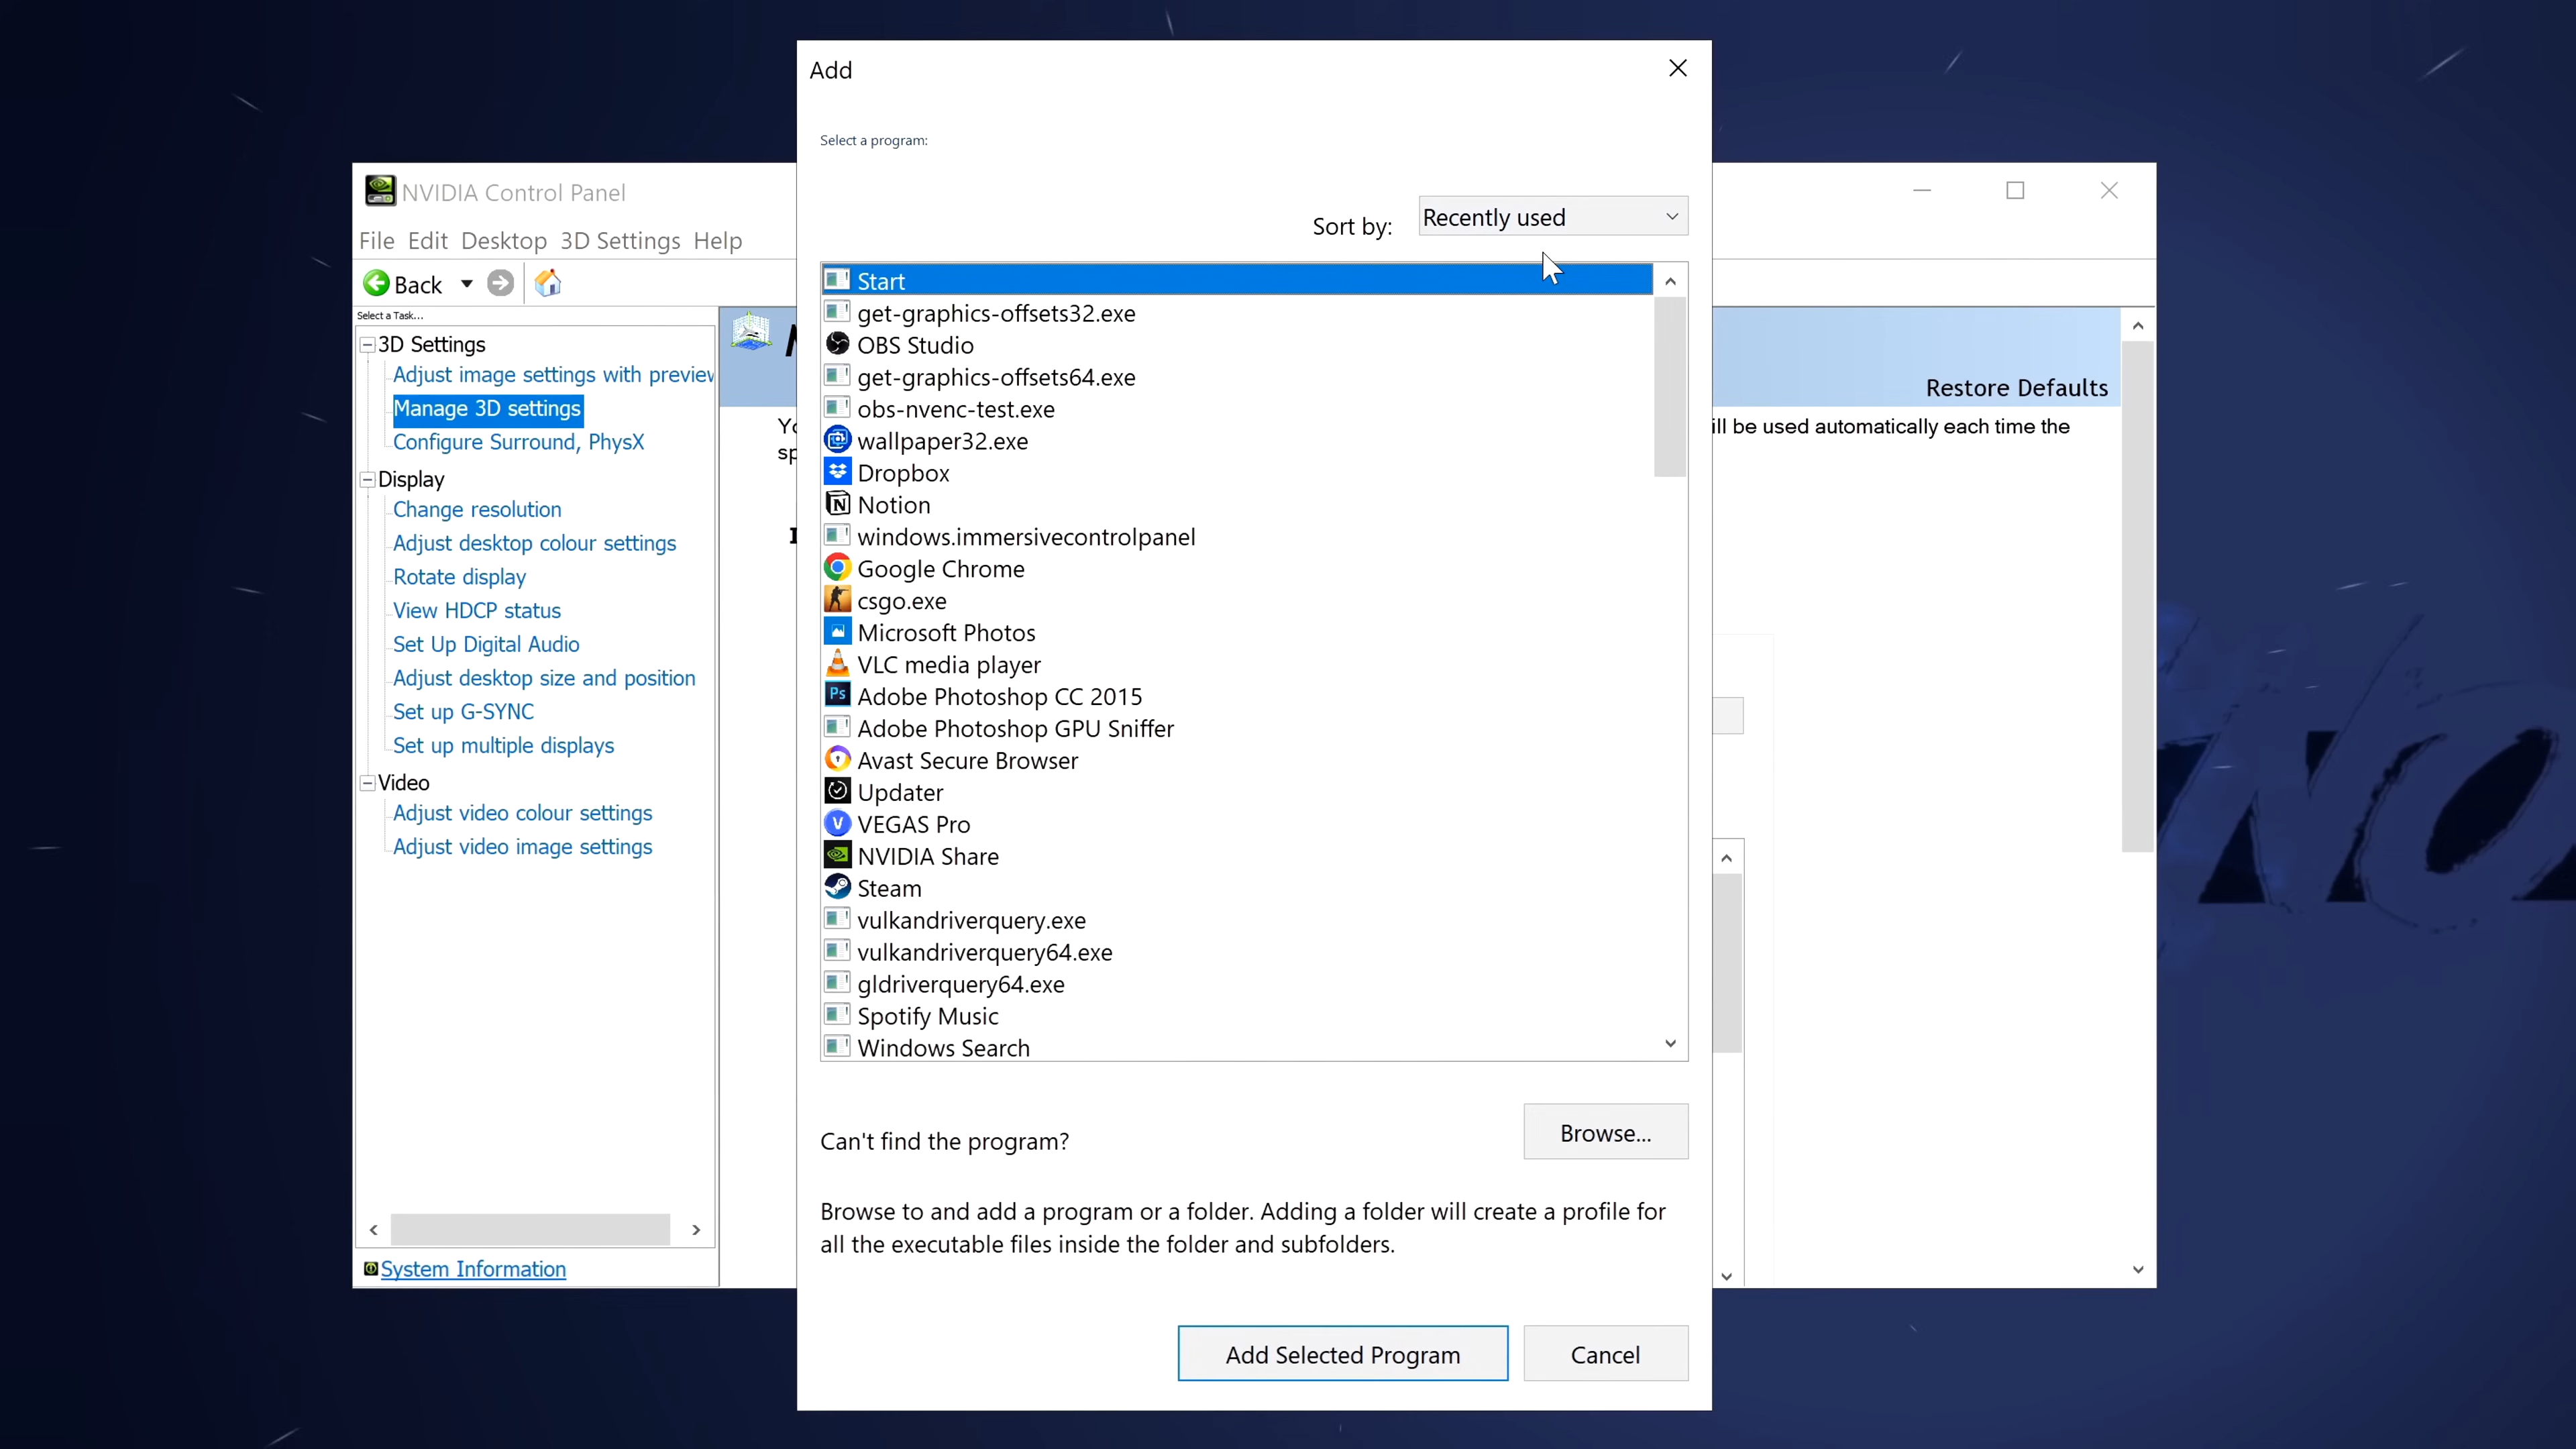 Add
Select a program:
NVIDIA Control Panel
Sort by:
Recently used
File Edit Desktop 3D Settings Help
Back
Select a Task...
3D Settings
Adjust image settings with preview
Manage 3D settings
Configure Surround, PhysX
Display
Change resolution
Adjust desktop colour settings
Rotate display
View HDCP status
Set Up Digital Audio
Adjust desktop size and position
Set up G-SYNC
Set up multiple displays
Video
Adjust video colour settings
Adjust video image settings
System Information
Start
get-graphics-offsets32.exe
OBS Studio
get-graphics-offsets64.exe
obs-nvenc-test.exe
wallpaper32.exe
Dropbox
Notion
windows.immersivecontrolpanel
Google Chrome
csgo.exe
Microsoft Photos
VLC media player
Adobe Photoshop CC 2015
Adobe Photoshop GPU Sniffer
Avast Secure Browser
Updater
VEGAS Pro
NVIDIA Share
Steam
vulkandriverquery.exe
vulkandriverquery64.exe
gldriverquery64.exe
Spotify Music
Windows Search
Can't find the program?
Browse...
Browse to and add a program or a folder. Adding a folder will create a profile for
all the executable files inside the folder and subfolders.
Add Selected Program
Cancel
Restore Defaults
be used automatically each time the